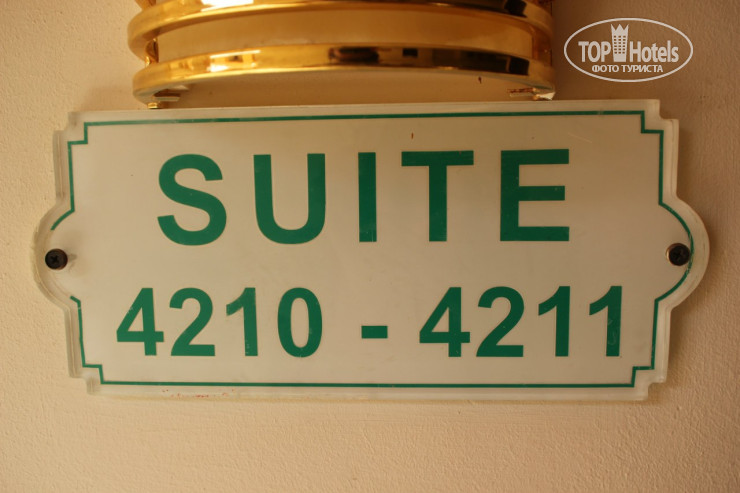 TOP Hotels
ФОТО ТУРИСТА
SUITE
4210 - 4211